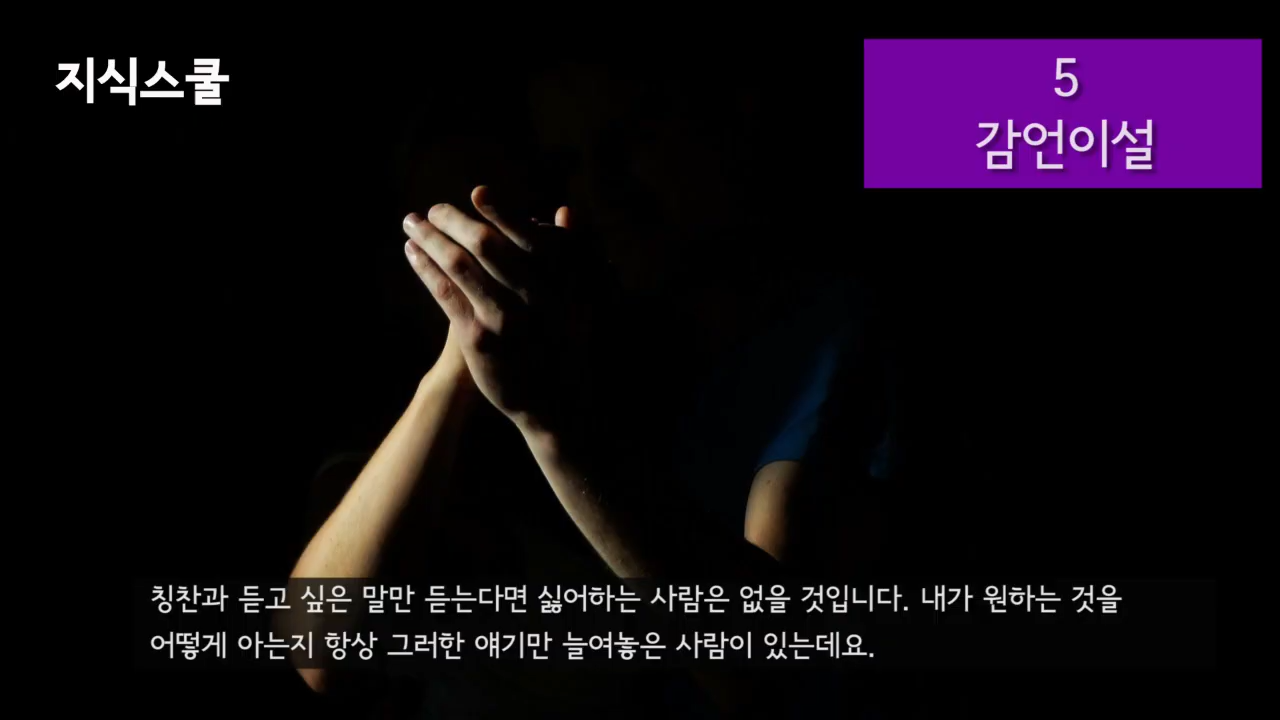 지식스쿨
5
감언이설
칭찬과 듣고 싶은 말만 듣는다면 싫어하는 사람은 없을 것입니다. 내가 원하는 것을
어떻게 아는지 항상 그러한 얘기만 늘여놓은 사람이 있는데요.